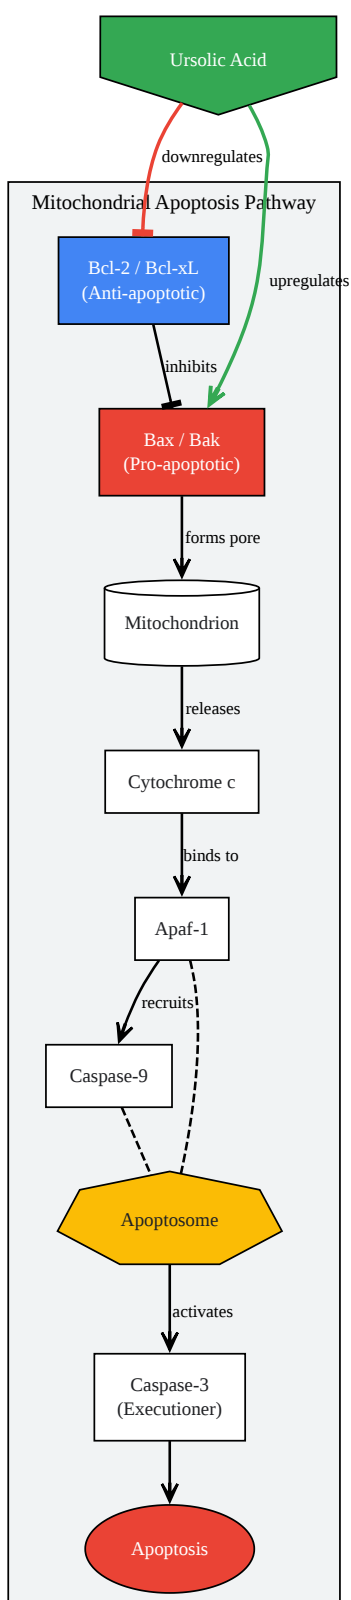 Ursolic Acid
downregulates
Mitochondrial Apoptosis Pathway
Bcl-2 / Bcl-xL
(Anti-apoptotic)
upregulates
inhibits
Bax / Bak
(Pro-apoptotic)
forms pore
Mitochondrion
releases
Cytochrome c
binds to
Apaf-1
recruits
Caspase-9
Apoptosome
activates
Caspase-3
(Executioner)
Apoptosis